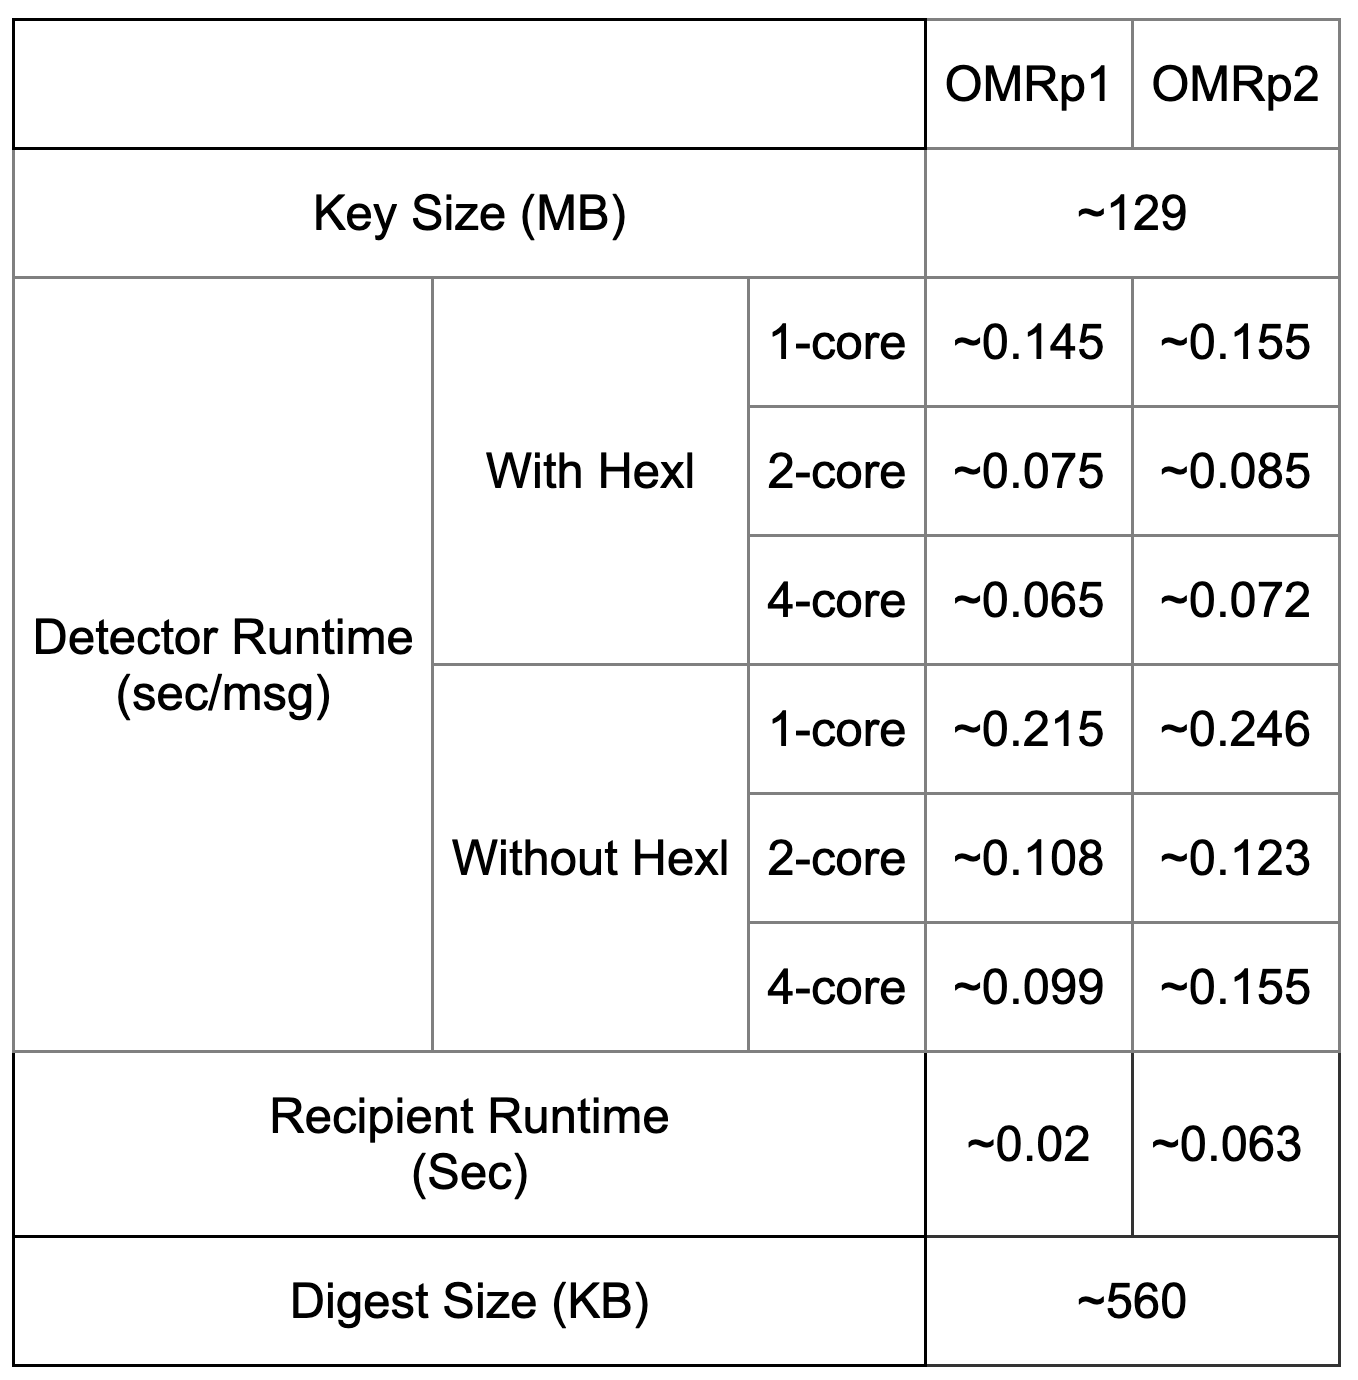 OMRp1 OMRp2
Key Size (MB) ~129
Detector Runtime
(sec/msg)
With Hexl
1-core ~0.145 ~0.155
2-core ~0.075 ~0.085
4-core ~0.065 ~0.072
Without Hexl
1-core ~0.215 ~0.246
2-core ~0.108 ~0.123
4-core ~0.099 ~0.155
Recipient Runtime
(Sec)
~0.02 ~0.063
Digest Size (KB) ~560